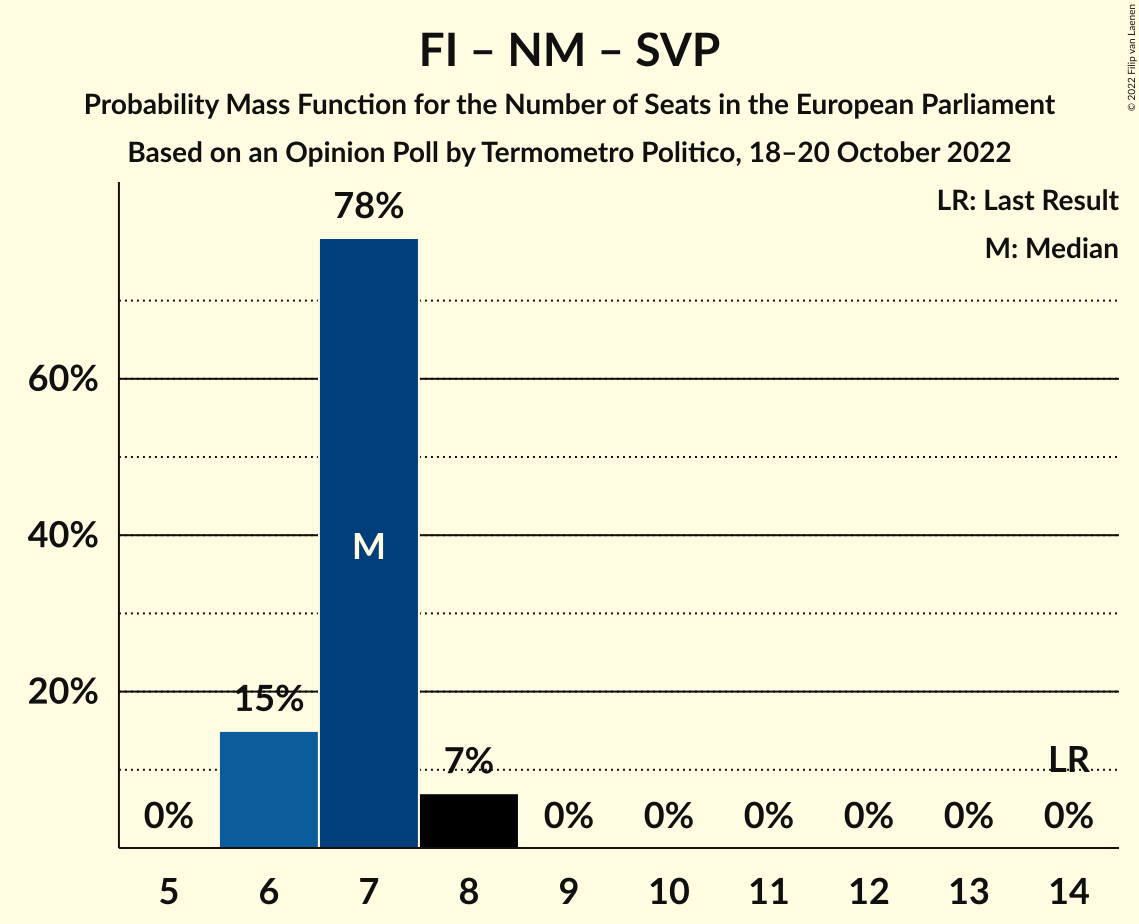 FI – NM – SVP
Probability Mass Function for the Number of Seats in the European Parliament
Based on an Opinion Poll by Termometro Politico, 18–20 October 2022
© 2022 Filip van Laenen
LR: Last Result
M: Median
78%
60%
40%
M
20%
15%
7%
LR
0%
0%
0%
0%
0%
0%
0%
5
6
7
8
9
10
11
12
13
14